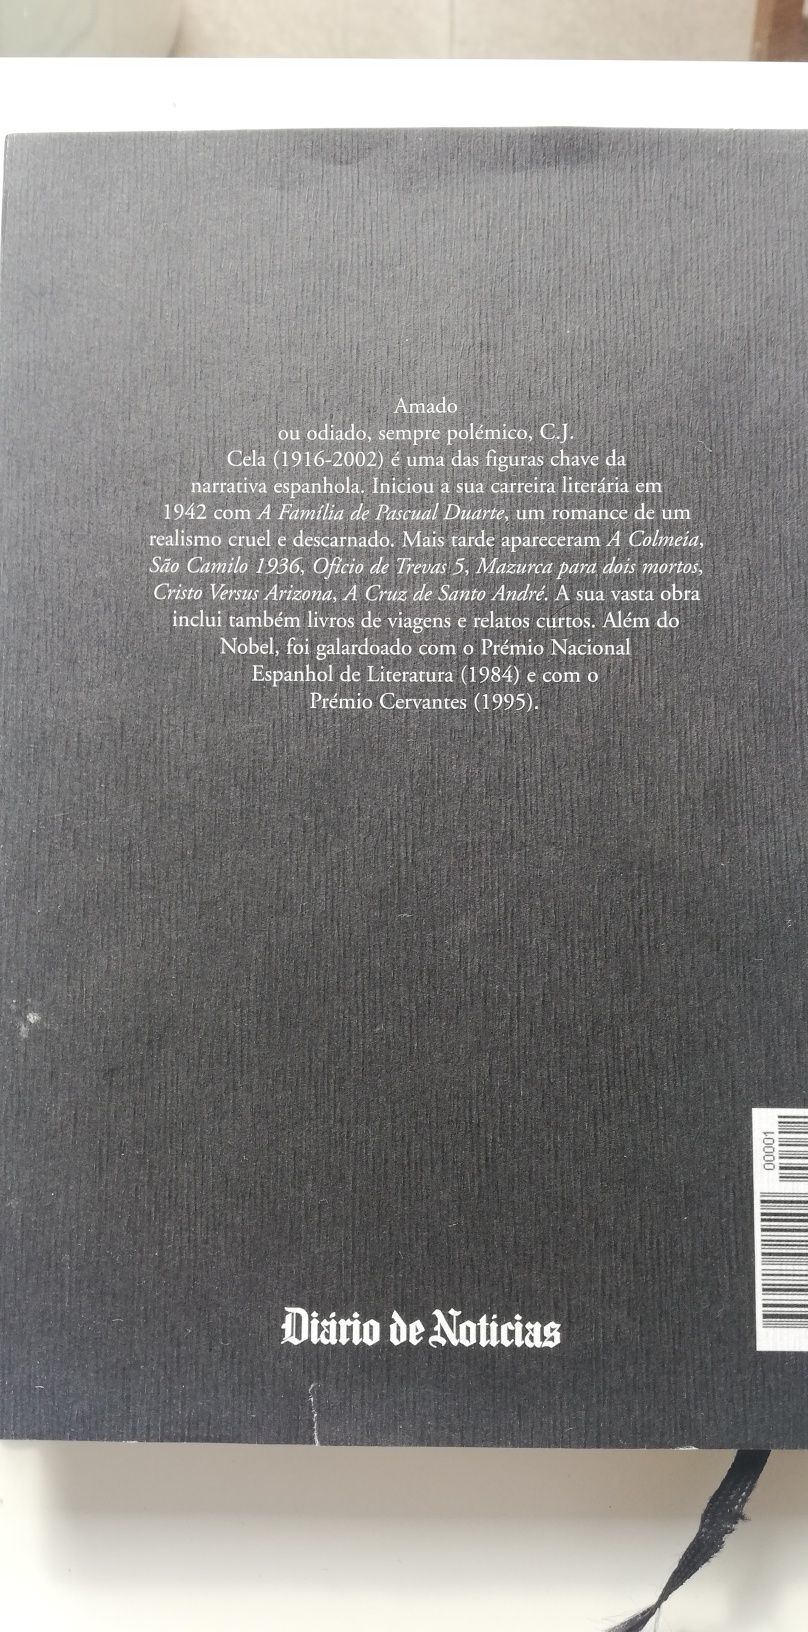 Amado
ou odiado, sempre polémico, C.J.
Cela (1916-2002) é uma das figuras chave da
narrativa espanhola. Iniciou a sua carreira literária em
1942 com A Família de Pascual Duarte, um romance de um
realismo cruel e descarnado. Mais tarde apareceram A Colmeia,
São Camilo 1936, Ofício de Trevas 5, Mazurca para dois mortos,
Cristo Versus Arizona, A Cruz de Santo André. A sua vasta obra
inclui também livros de viagens e relatos curtos. Além do
Nobel, foi galardoado com o Prémio Nacional
Espanhol de Literatura (1984) e com o
Prémio Cervantes (1995).
00001
Diário de Notícias